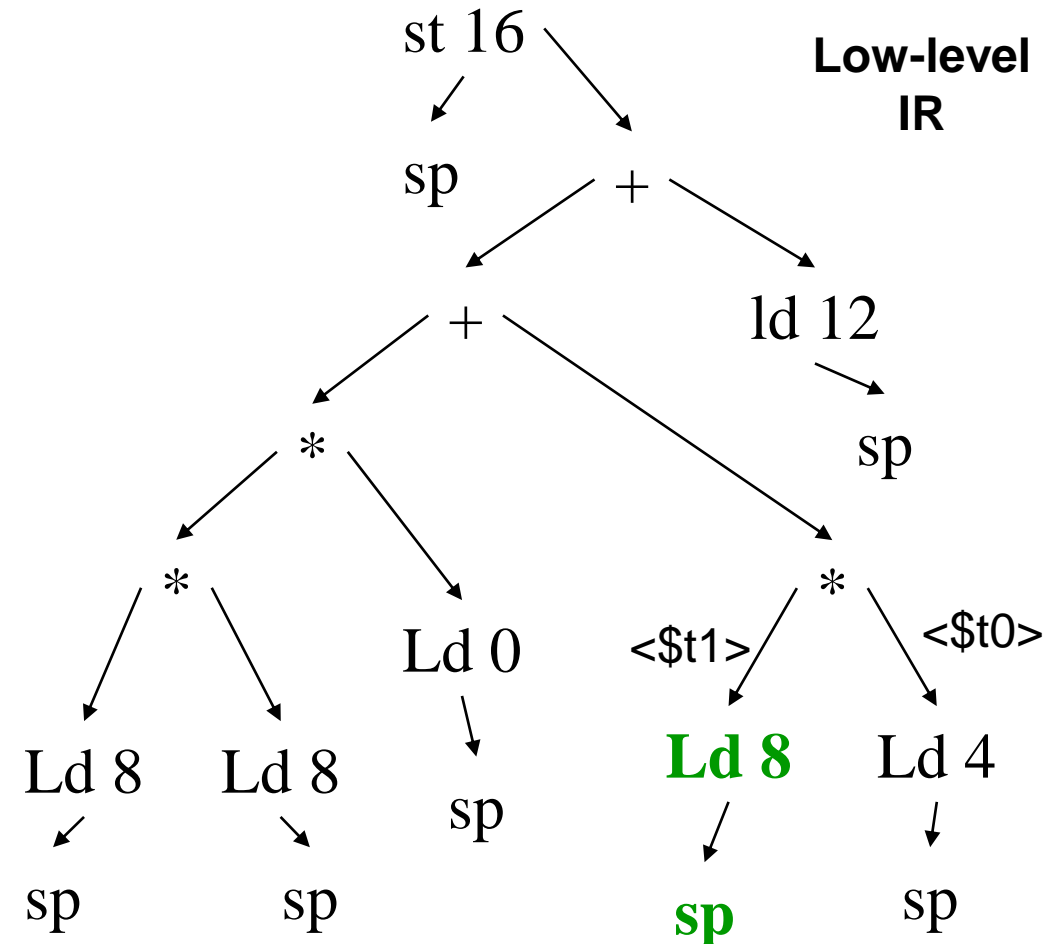 st 16
Low-level
IR
sp
+
+
ld 12
*
sp
*
*
Ld 0
<$t1>
<$t0>
Ld 8
Ld 8
Ld 8
Ld 4
sp
sp
sp
sp
sp